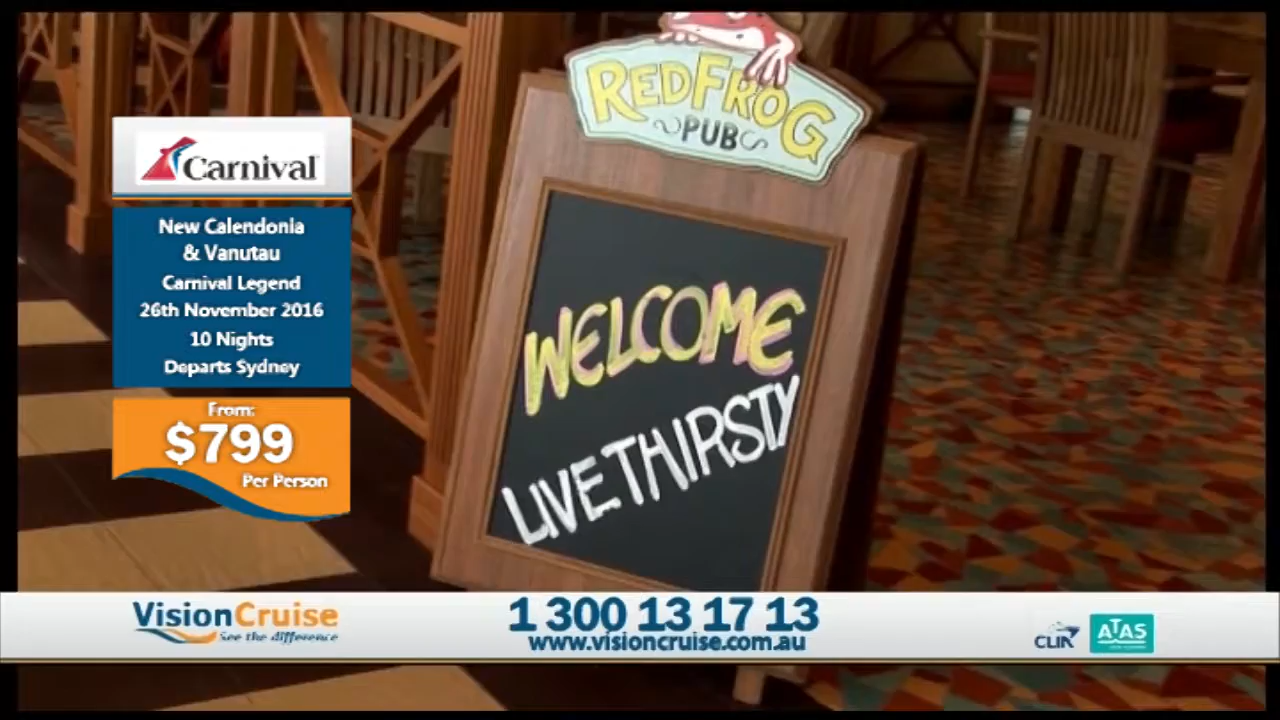 REDFROG
PUB
WELCOME
LIVE THIRSTY
Carnival
New Calendonia
& Vanutau
Carnival Legend
26th November 2016
10 Nights
Departs Sydney
From:
$799
Per Person
VisionCruise
See the difference
1 300 13 17 13
www.visioncruise.com.au
CLIA
ATAS